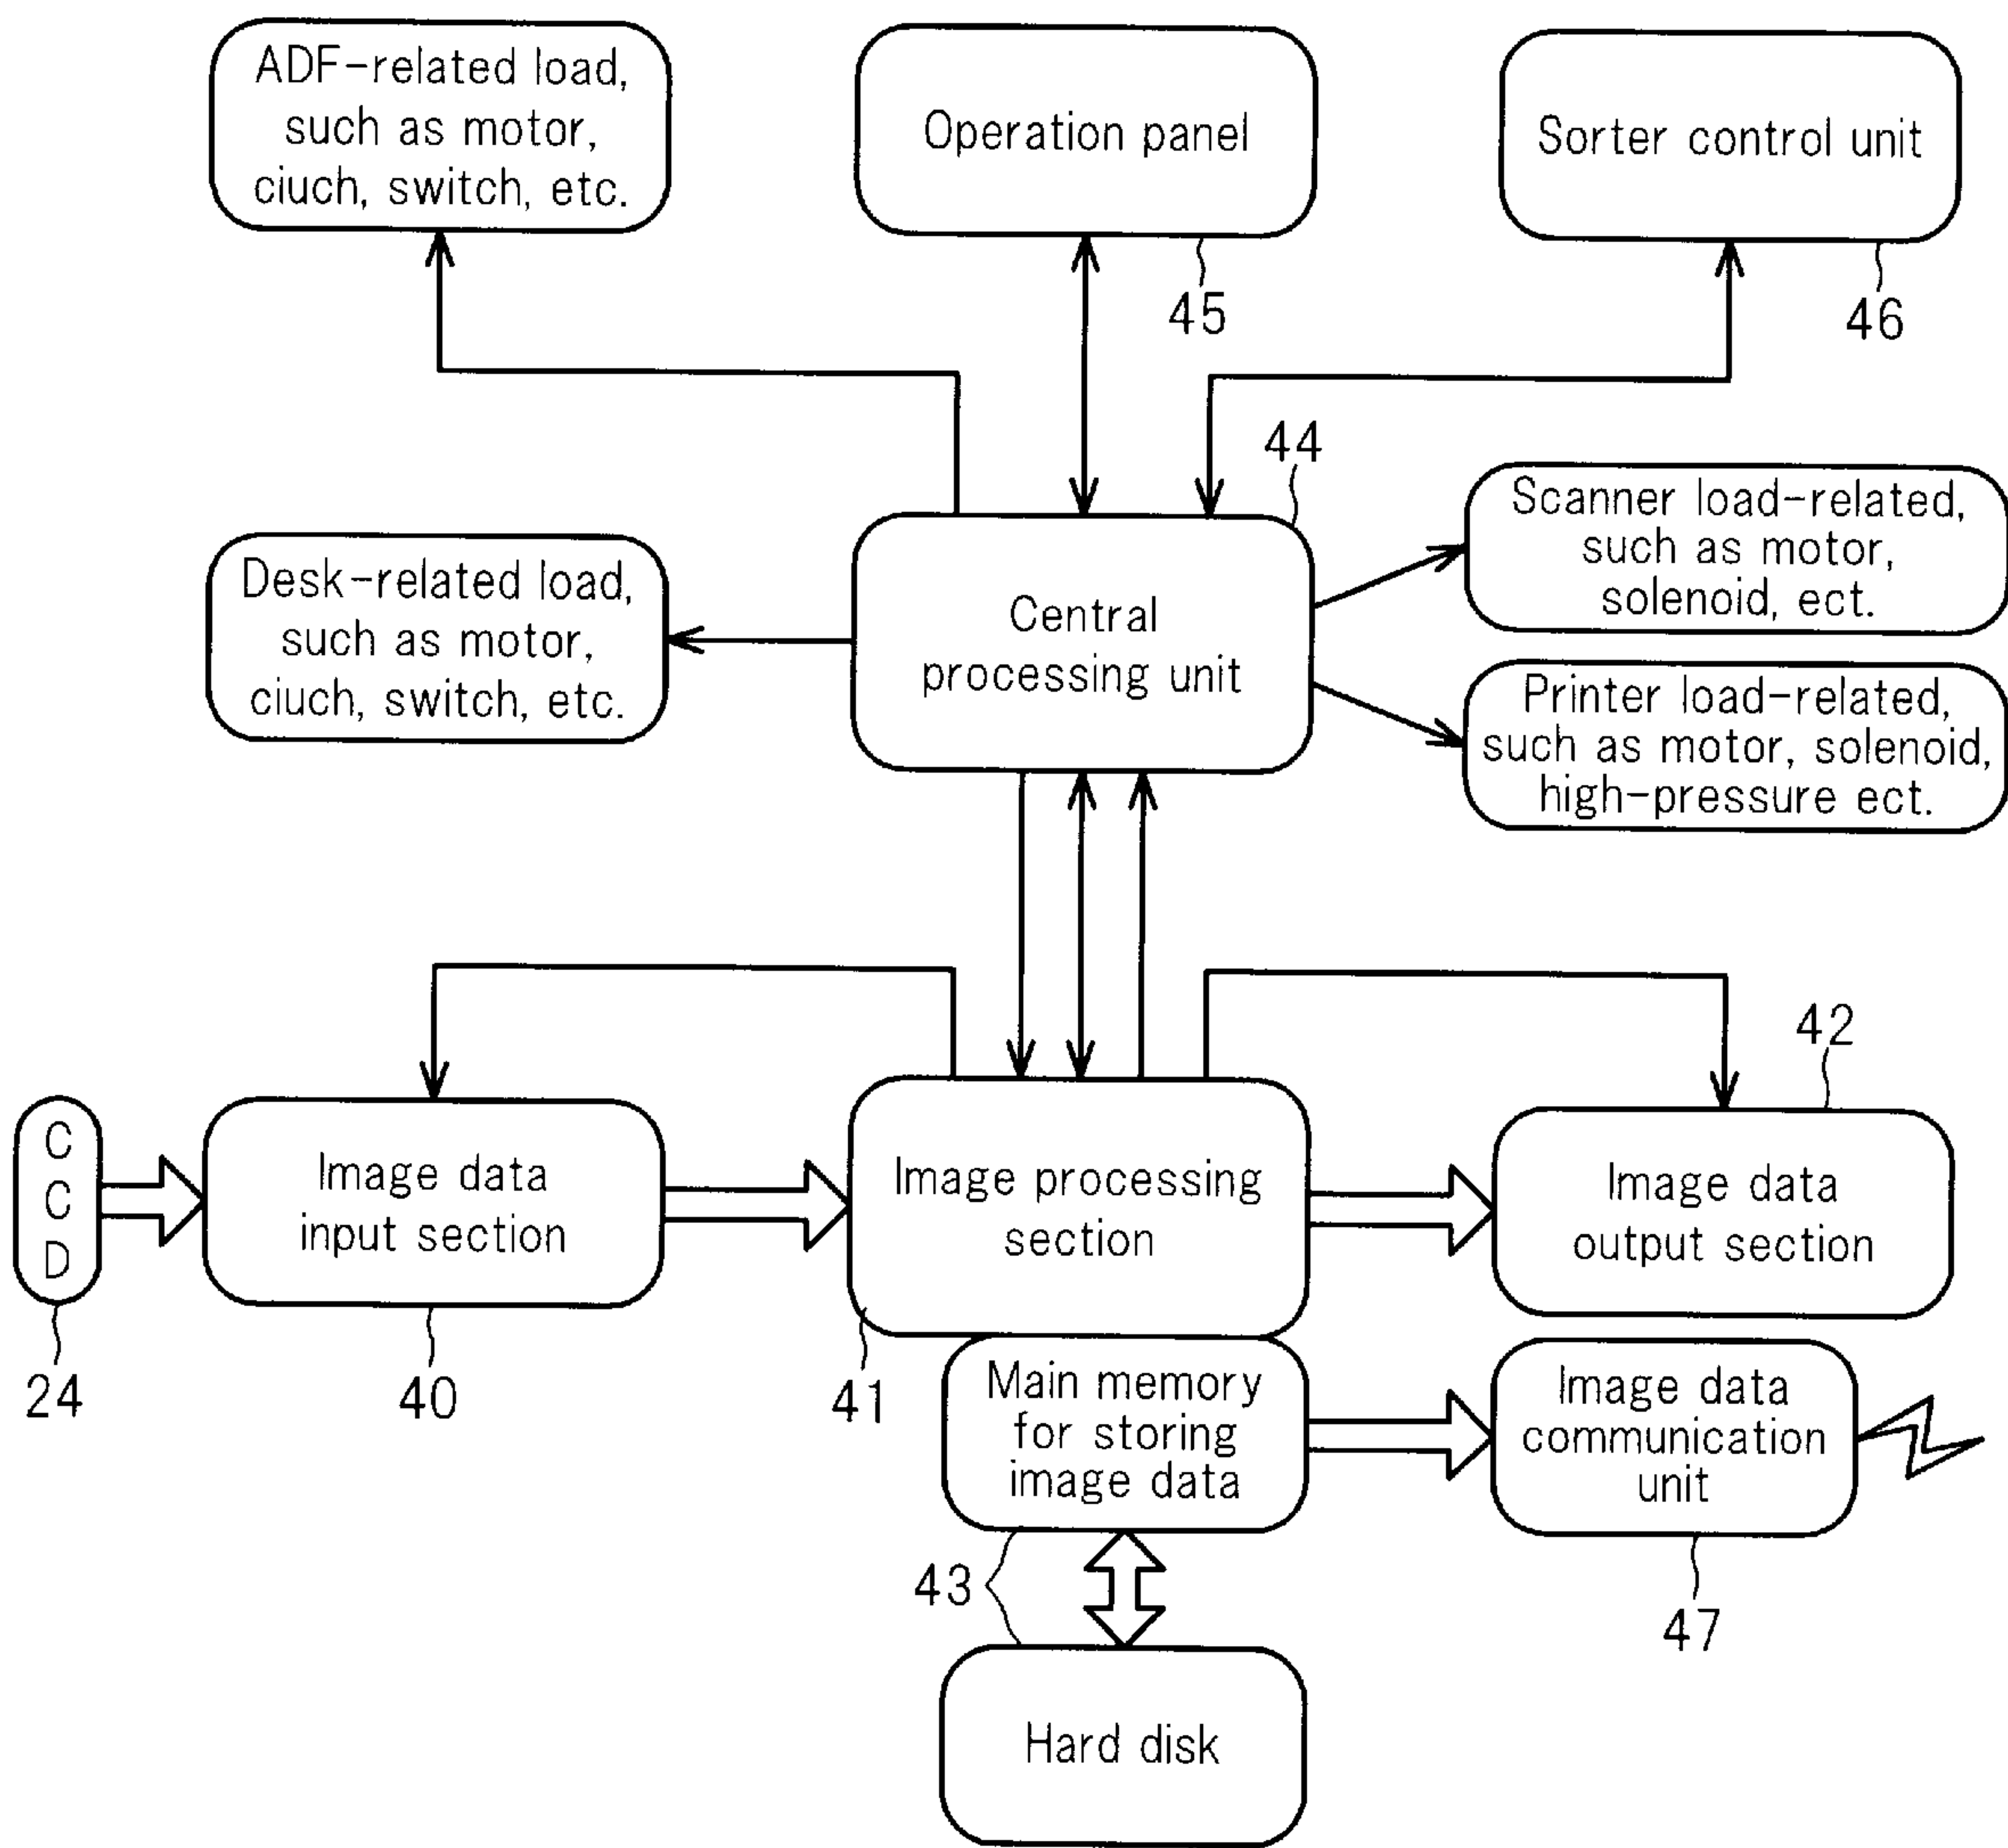 ADF-related load,
such as motor,
ciuch, switch, etc.
Operation panel
45
Sorter control unit
46
44
Scanner load-related,
such as motor,
solenoid, ect.
Desk-related load,
such as motor,
ciuch, switch, etc.
Central
processing unit
Printer load-related,
such as motor, solenoid,
high-pressure ect.
42
C
C
D
24
Image data
input section
40
Image processing
section
41
Image data
output section
Main memory
for storing
image data
43
Image data
communication
unit
47
Hard disk